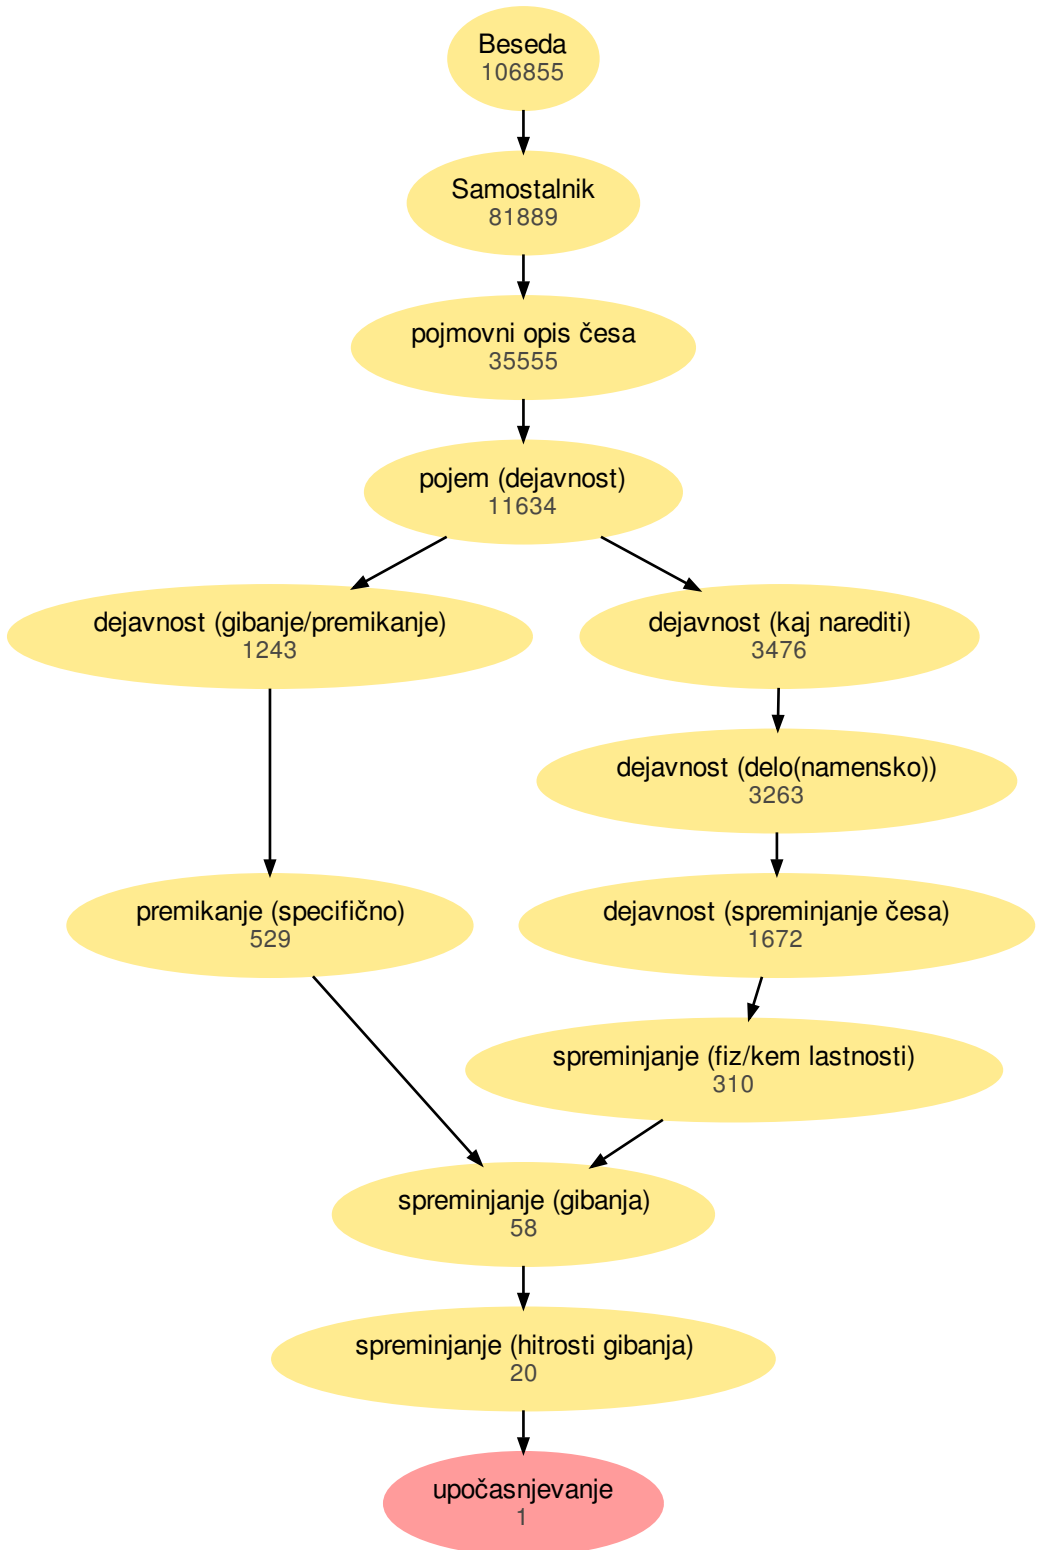 Beseda
106855
Samostalnik
81889
pojmovni opis česa
35555
pojem (dejavnost)
11634
dejavnost (gibanje/premikanje)
1243
dejavnost (kaj narediti)
3476
dejavnost (delo(namensko))
3263
premikanje (specifično)
529
dejavnost (spreminjanje česa)
1672
spreminjanje (fiz/kem lastnosti)
310
spreminjanje (gibanja)
58
spreminjanje (hitrosti gibanja)
20
upočasnjevanje
1